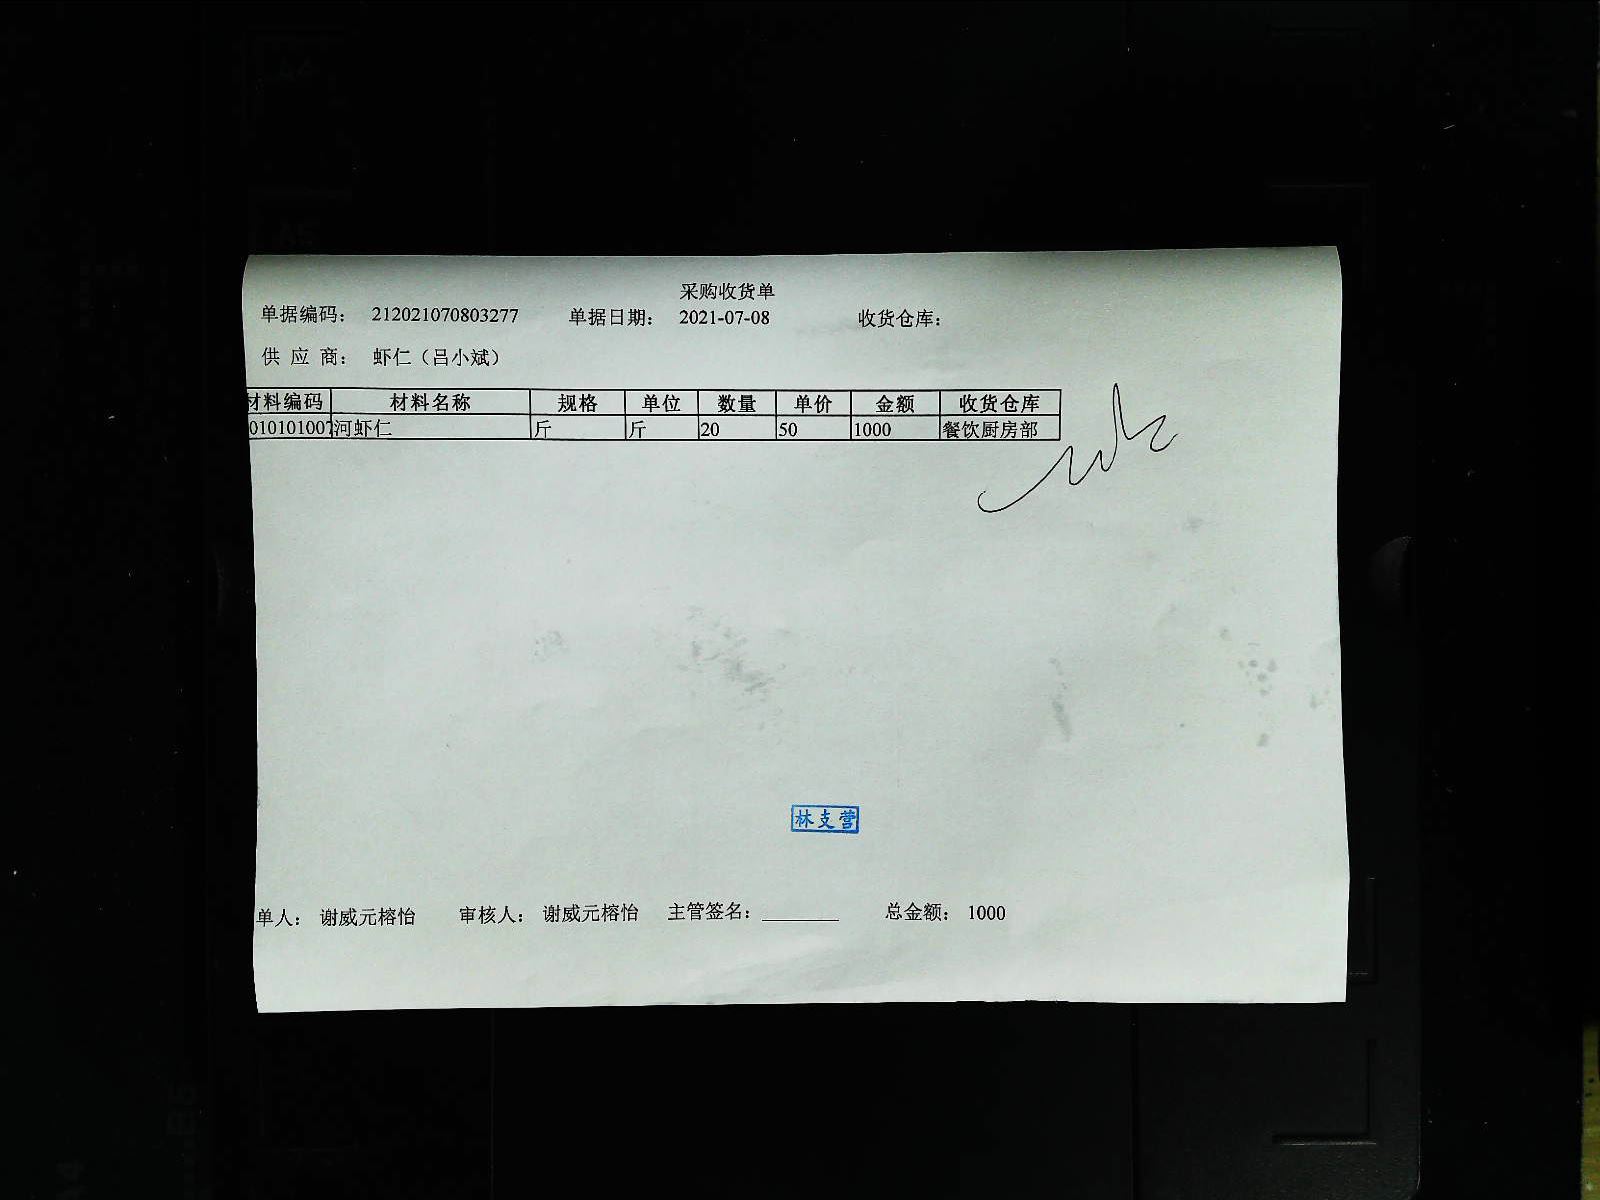 采购收货单
单据编码： 212021070803277 单据日期： 2021-07-08 收货仓库：
供 应 商： 虾仁（吕小斌）
材料编码 材料名称 规格 单位 数量 单价 金额 收货仓库
010101007 河虾仁 斤 斤 20 50 1000 餐饮厨房部
林支营
单人： 谢威元榕怡 审核人： 谢威元榕怡 主管签名：________ 总金额： 1000